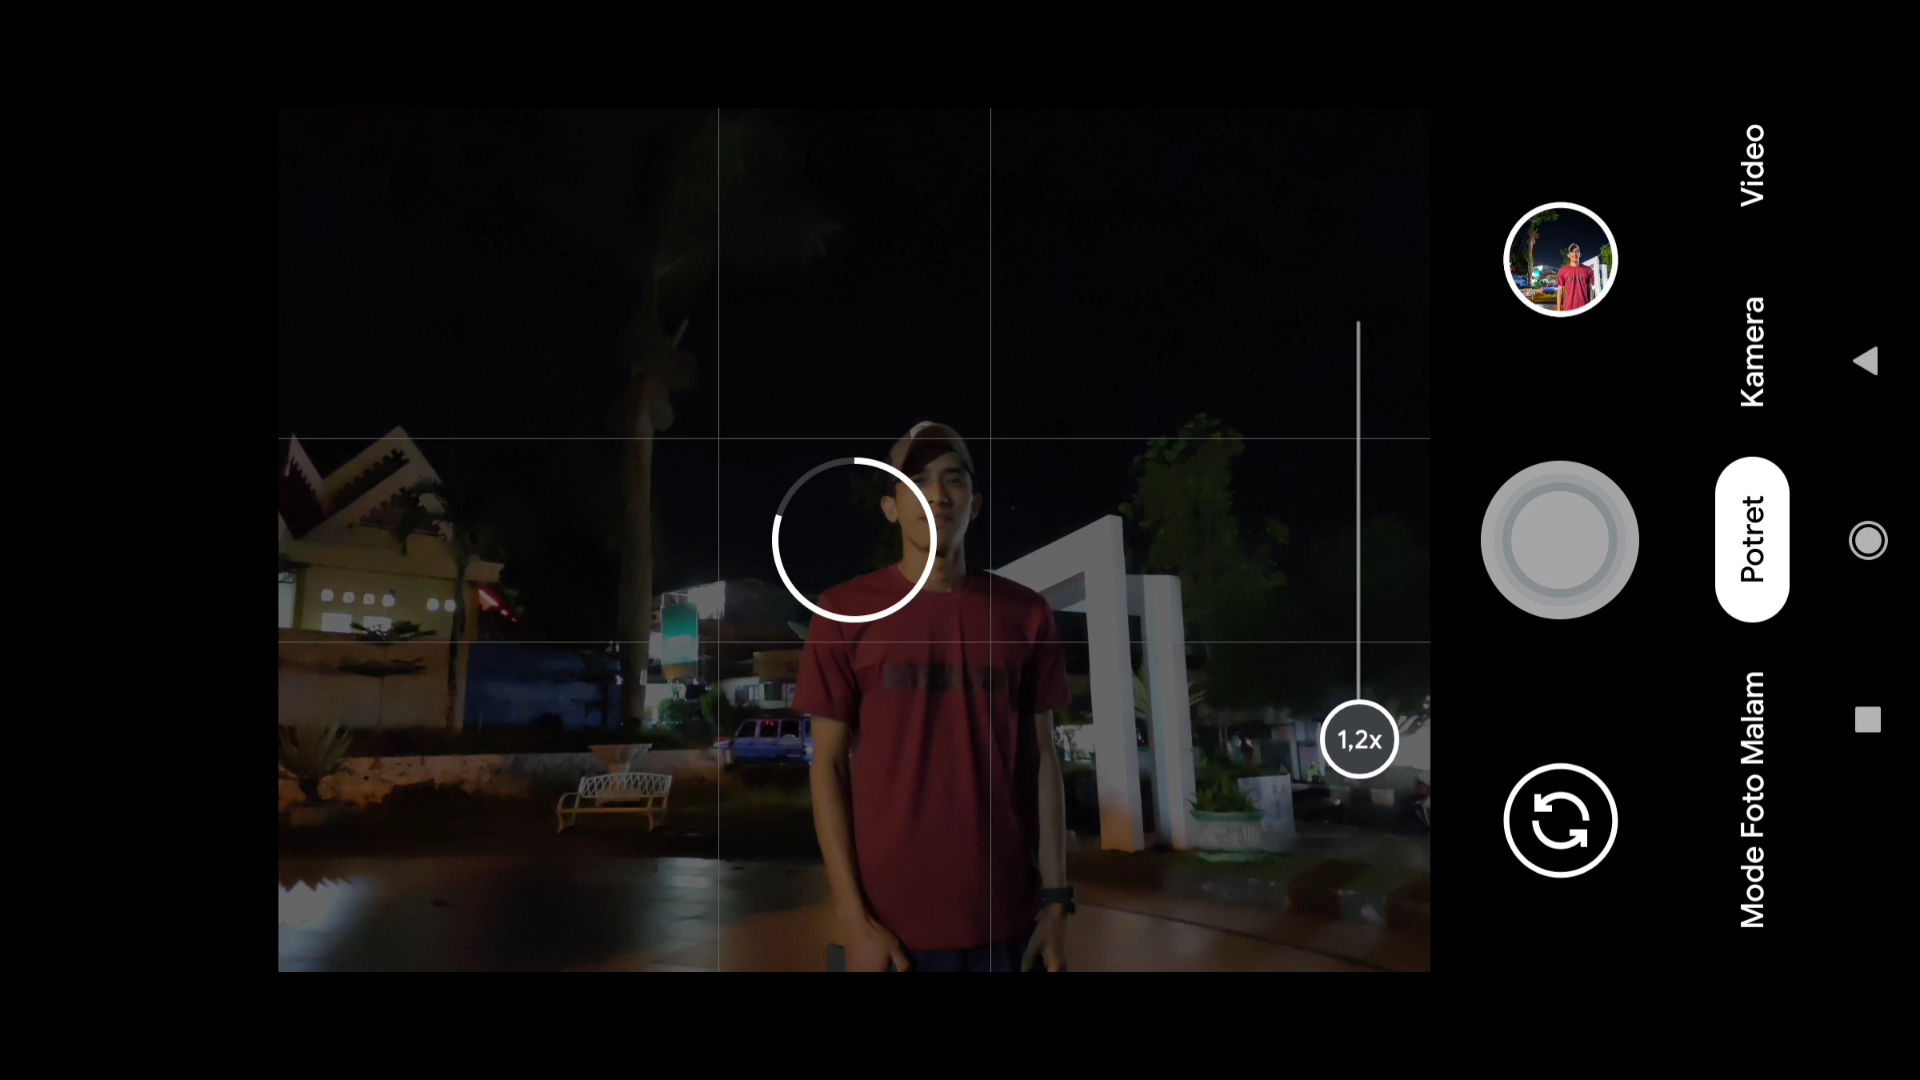 Video
Kamera
Potret
Mode Foto Malam
1,2x